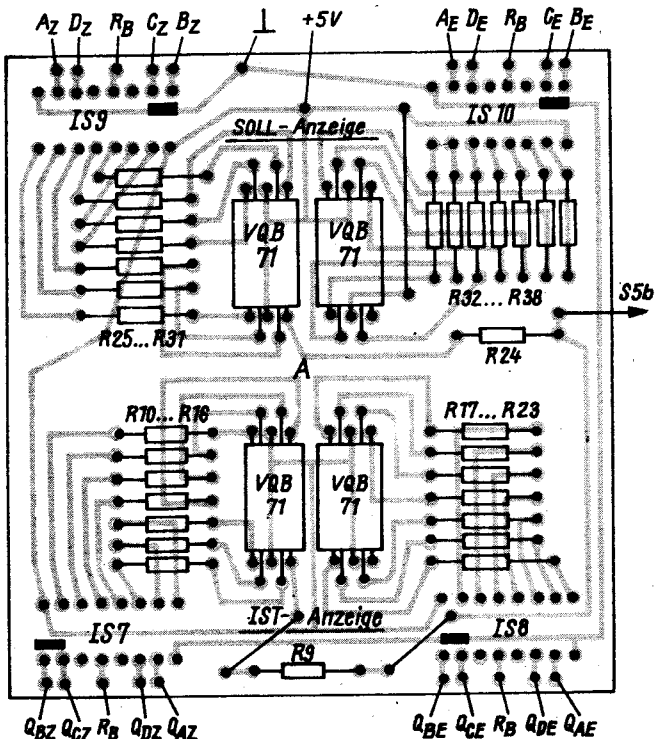 A_Z D_Z R_B C_Z B_Z ⊥ +5V A_E D_E R_B C_E B_E
IS9 IS10
SOLL-Anzeige
VQB 71
VQB 71
R25...R31 R32...R38
S5b
R24
A
R10...R16 R17...R23
VQB 71
VQB 71
IST-Anzeige
IS7 IS8
R9
Q_BZ Q_CZ R_B Q_DZ Q_AZ Q_BE Q_CE R_B Q_DE Q_AE